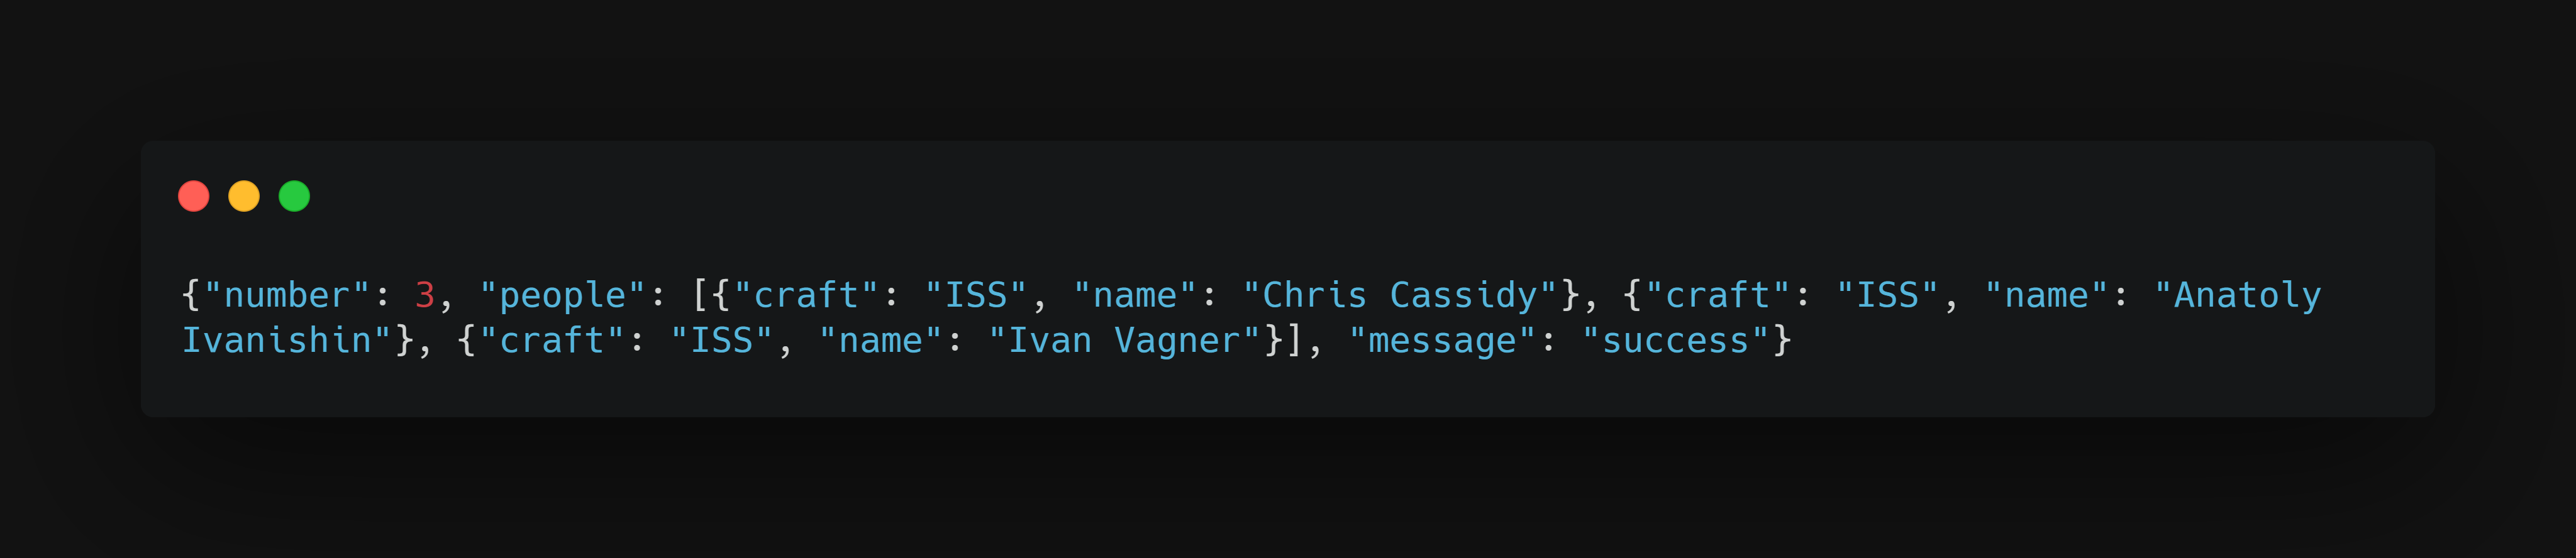 {"number": 3, "people": [{"craft": "ISS", "name": "Chris Cassidy"}, {"craft": "ISS", "name": "Anatoly
Ivanishin"}, {"craft": "ISS", "name": "Ivan Vagner"}], "message": "success"}